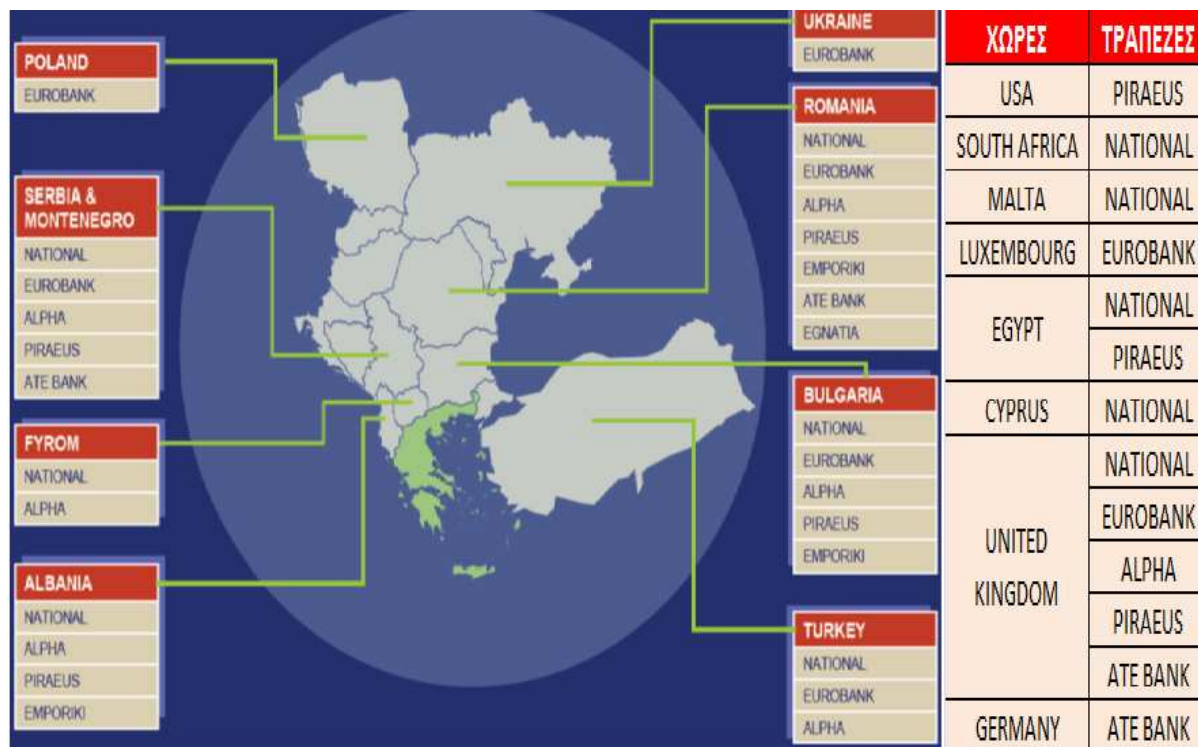 POLAND
EUROBANK
SERBIA &
MONTENEGRO
NATIONAL
EUROBANK
ALPHA
PIRAEUS
ATE BANK
FYROM
NATIONAL
ALPHA
ALBANIA
NATIONAL
ALPHA
PIRAEUS
EMPORIKI
UKRAINE
EUROBANK
ROMANIA
NATIONAL
EUROBANK
ALPHA
PIRAEUS
EMPORIKI
ATE BANK
EGNATIA
BULGARIA
NATIONAL
EUROBANK
ALPHA
PIRAEUS
EMPORIKI
TURKEY
NATIONAL
EUROBANK
ALPHA
ΧΩΡΕΣ ΤΡΑΠΕΖΕΣ
USA PIRAEUS
SOUTH AFRICA NATIONAL
MALTA NATIONAL
LUXEMBOURG EUROBANK
EGYPT
NATIONAL
PIRAEUS
CYPRUS NATIONAL
UNITED
KINGDOM
NATIONAL
EUROBANK
ALPHA
PIRAEUS
ATE BANK
GERMANY ATE BANK